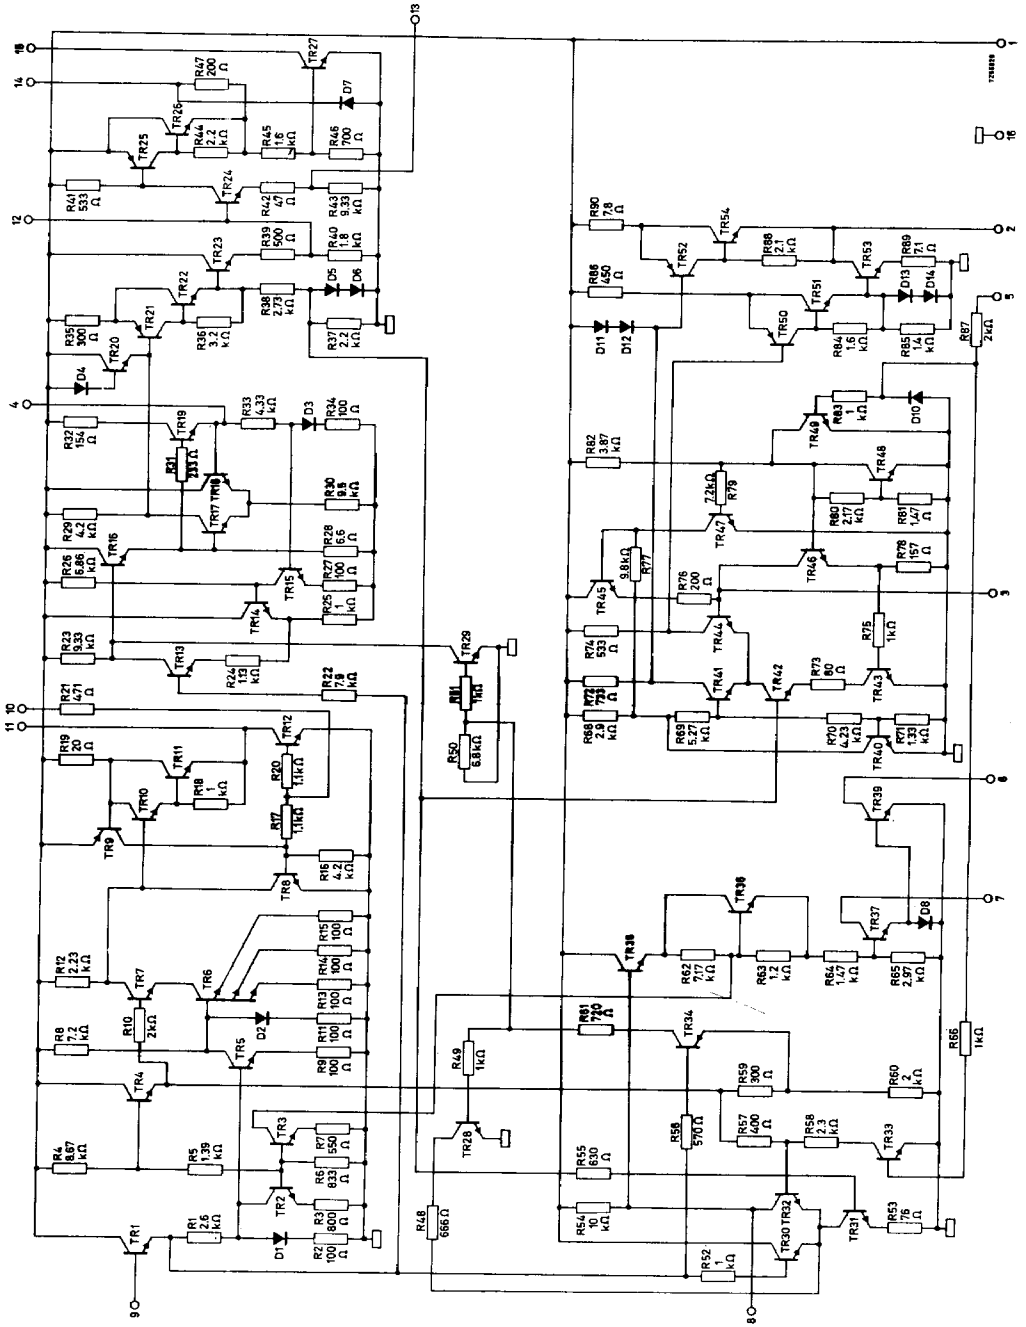 9
TR1
R1
2.6
kΩ
D1
R2
100
Ω
R3
800
Ω
TR2
R4
8.67
kΩ
R5
1.39
kΩ
R6
833
Ω
R7
550
Ω
TR3
TR4
R8
7.2
kΩ
TR5
R9
100
Ω
R10
2kΩ
R11
100
Ω
D2
TR6
R12
2.23
kΩ
TR7
R13
100
Ω
R14
100
Ω
R15
100
Ω
TR8
R16
4.2
kΩ
TR9
TR10
R17
1.1kΩ
R18
1
kΩ
TR11
R19
20
Ω
R20
1.1kΩ
TR12
11
10
R21
471
Ω
R22
7.9
kΩ
R23
9.33
kΩ
TR13
R24
1.13
kΩ
R25
1
kΩ
TR14
R26
6.86
kΩ
R27
100
Ω
TR15
TR16
R28
6.6
Ω
R29
4.2
kΩ
TR17
TR18
R30
9.5
kΩ
R31
233 Ω
R32
154
Ω
TR19
4
R33
4.33
kΩ
D3
R34
100
Ω
D4
TR20
R35
300
Ω
TR21
R36
3.2
kΩ
TR22
R37
2.2
kΩ
R38
2.73
kΩ
D5
D6
TR23
R39
500
Ω
R40
1.8
kΩ
12
R41
533
Ω
TR24
R42
47
Ω
R43
9.33
kΩ
13
TR25
TR26
R44
2.2
kΩ
R45
1.6
kΩ
R46
700
Ω
R47
200
Ω
14
D7
TR27
15
R48
666Ω
TR28
R49
1kΩ
R50
6.8kΩ
R51
1kΩ
TR29
8
R52
1
kΩ
TR30
TR32
TR31
R53
76
Ω
R54
10
kΩ
R55
630
Ω
R56
570Ω
R57
400
Ω
R58
2.3
kΩ
TR33
R59
300
Ω
R60
2
kΩ
R61
720
Ω
TR34
TR35
R62
7.17
kΩ
R63
1.2
kΩ
R64
1.47
kΩ
R65
2.97
kΩ
R66
1kΩ
TR36
TR37
D8
7
TR39
6
R68
2.9
kΩ
R69
5.27
kΩ
R70
4.23
kΩ
R71
1.33
kΩ
TR40
R72
793
Ω
TR41
TR42
R73
80
Ω
TR43
R74
533
Ω
TR44
TR45
R75
1kΩ
R76
200
Ω
R77
9.8kΩ
TR46
R78
157
Ω
3
TR47
R79
7.2kΩ
R80
2.17
kΩ
R81
1.47
Ω
TR48
R82
3.87
kΩ
TR49
R83
1
kΩ
D10
R84
1.6
kΩ
R85
1.4
kΩ
R86
450
Ω
R87
2kΩ
5
TR50
TR51
D11
D12
D13
D14
TR52
TR53
R88
2.1
kΩ
R89
7.1
Ω
R90
7.8
Ω
TR54
2
16
1